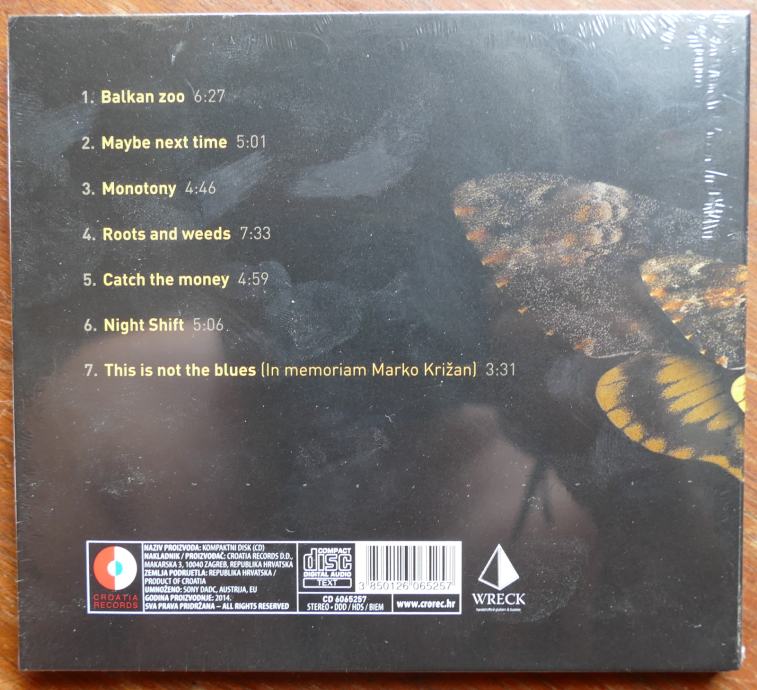 1. Balkan zoo 6:27
2. Maybe next time 5:01
3. Monotony 4:46
4. Roots and weeds 7:33
5. Catch the money 4:59
6. Night Shift 5:06
7. This is not the blues (In memoriam Marko Križan) 3:31
CROATIA
RECORDS
NAZIV PROIZVODA: KOMPAKTNI DISK (CD)
NAKLADNIK / PROIZVOĐAČ: CROATIA RECORDS D.D.,
MAKARSKA 3, 10040 ZAGREB, REPUBLIKA HRVATSKA
ZEMLJA PODRIJETLA: REPUBLIKA HRVATSKA /
PRODUCT OF CROATIA
UMNOŽENO: SONY DADC, AUSTRIJA, EU
GODINA PROIZVODNJE: 2014.
SVA PRAVA PRIDRŽANA – ALL RIGHTS RESERVED
COMPACT
disc
DIGITAL AUDIO
TEXT
3 850126 065257
CD 6065257
STEREO • DDD / HDS / BIEM
www.crorec.hr
WRECK